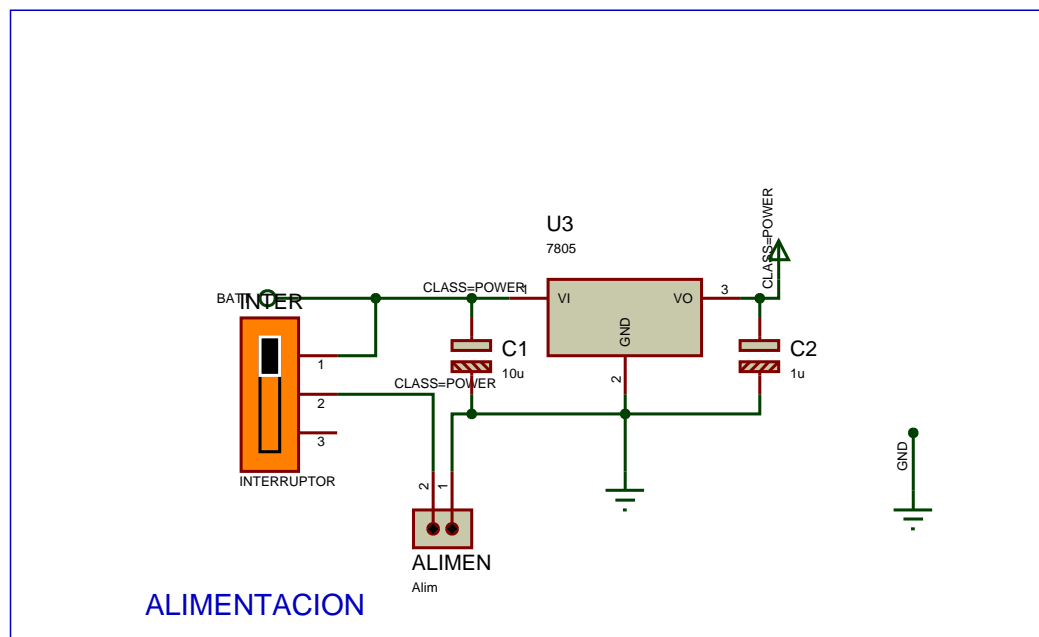 U3
7805
CLASS=POWER
BATT
INTER
CLASS=POWER
1
VI
VO
3
GND
2
C1
10u
C2
1u
1
2
3
CLASS=POWER
INTERRUPTOR
2
1
ALIMEN
Alim
GND
ALIMENTACION